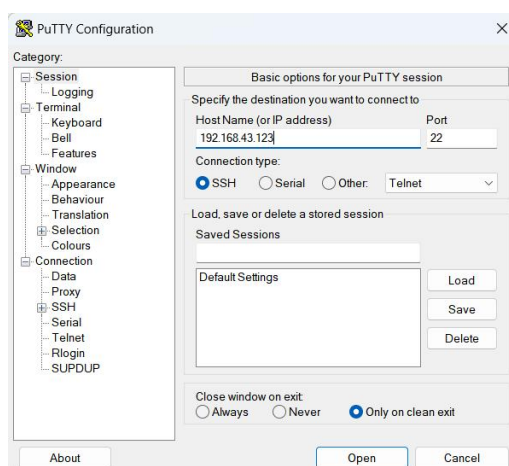 PuTTY Configuration
Category:
Session
Logging
Terminal
Keyboard
Bell
Features
Window
Appearance
Behaviour
Translation
Selection
Colours
Connection
Data
Proxy
SSH
Serial
Telnet
Rlogin
SUPDUP
Basic options for your PuTTY session
Specify the destination you want to connect to
Host Name (or IP address) Port
192.168.43.123 22
Connection type:
SSH Serial Other: Telnet
Load, save or delete a stored session
Saved Sessions
Default Settings
Load
Save
Delete
Close window on exit:
Always Never Only on clean exit
About Open Cancel